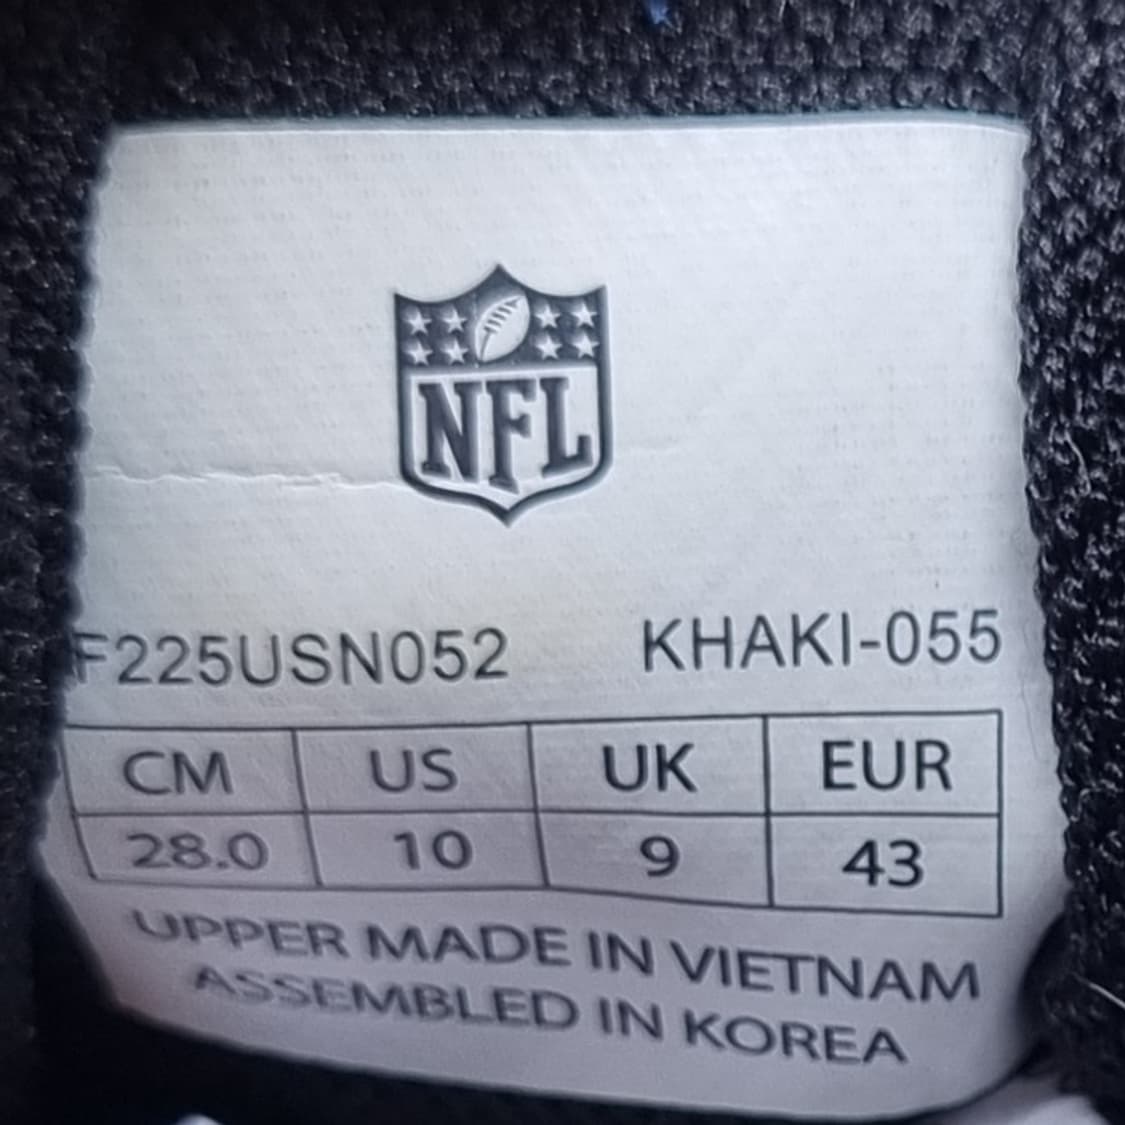 NFL
F225USN052 KHAKI-055
CM US UK EUR
28.0 10 9 43
UPPER MADE IN VIETNAM
ASSEMBLED IN KOREA